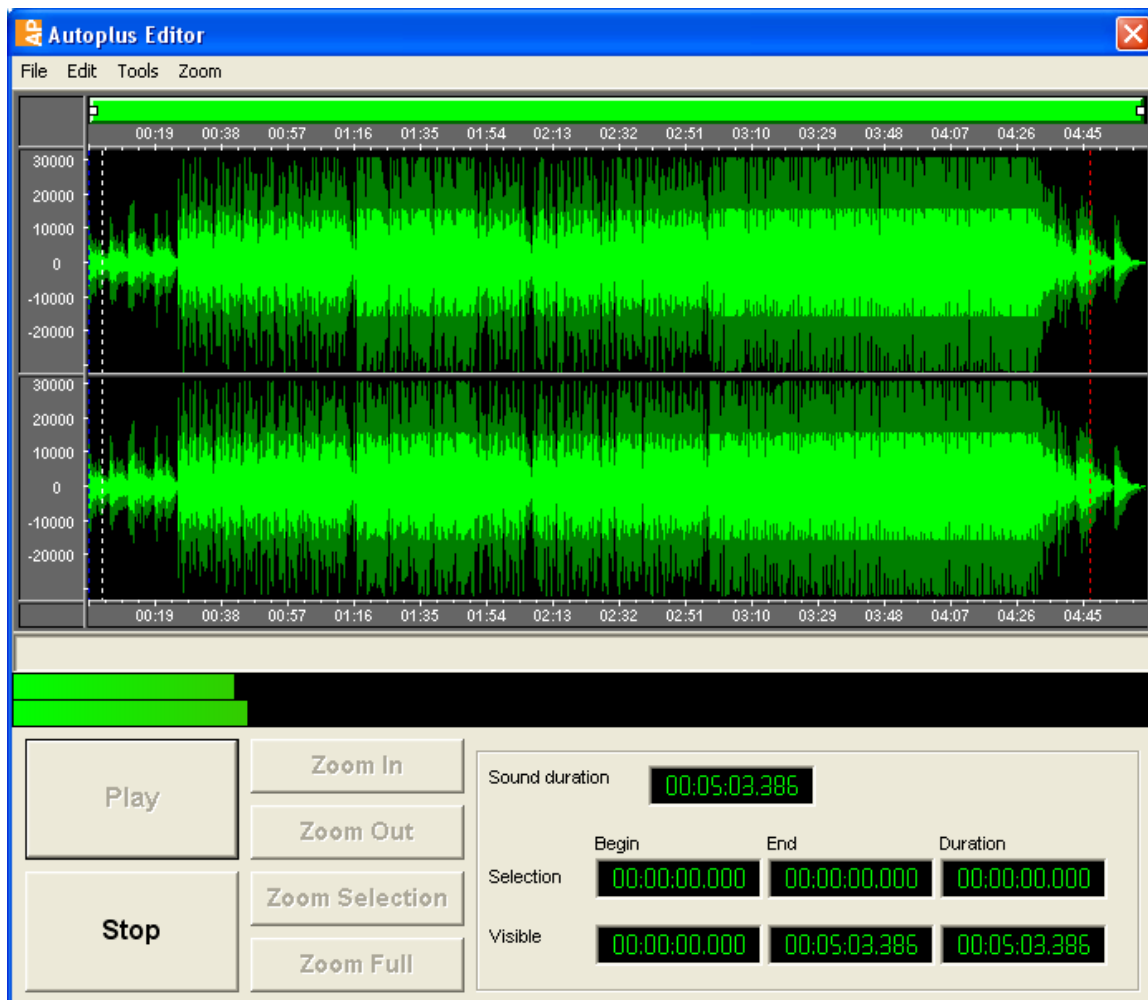 AP Autoplus Editor
File Edit Tools Zoom
00:19 00:38 00:57 01:16 01:35 01:54 02:13 02:32 02:51 03:10 03:29 03:48 04:07 04:26 04:45
30000
20000
10000
0
-10000
-20000
30000
20000
10000
0
-10000
-20000
00:19 00:38 00:57 01:16 01:35 01:54 02:13 02:32 02:51 03:10 03:29 03:48 04:07 04:26 04:45
Play
Stop
Zoom In
Zoom Out
Zoom Selection
Zoom Full
Sound duration 00:05:03.386
Begin End Duration
Selection 00:00:00.000 00:00:00.000 00:00:00.000
Visible 00:00:00.000 00:05:03.386 00:05:03.386